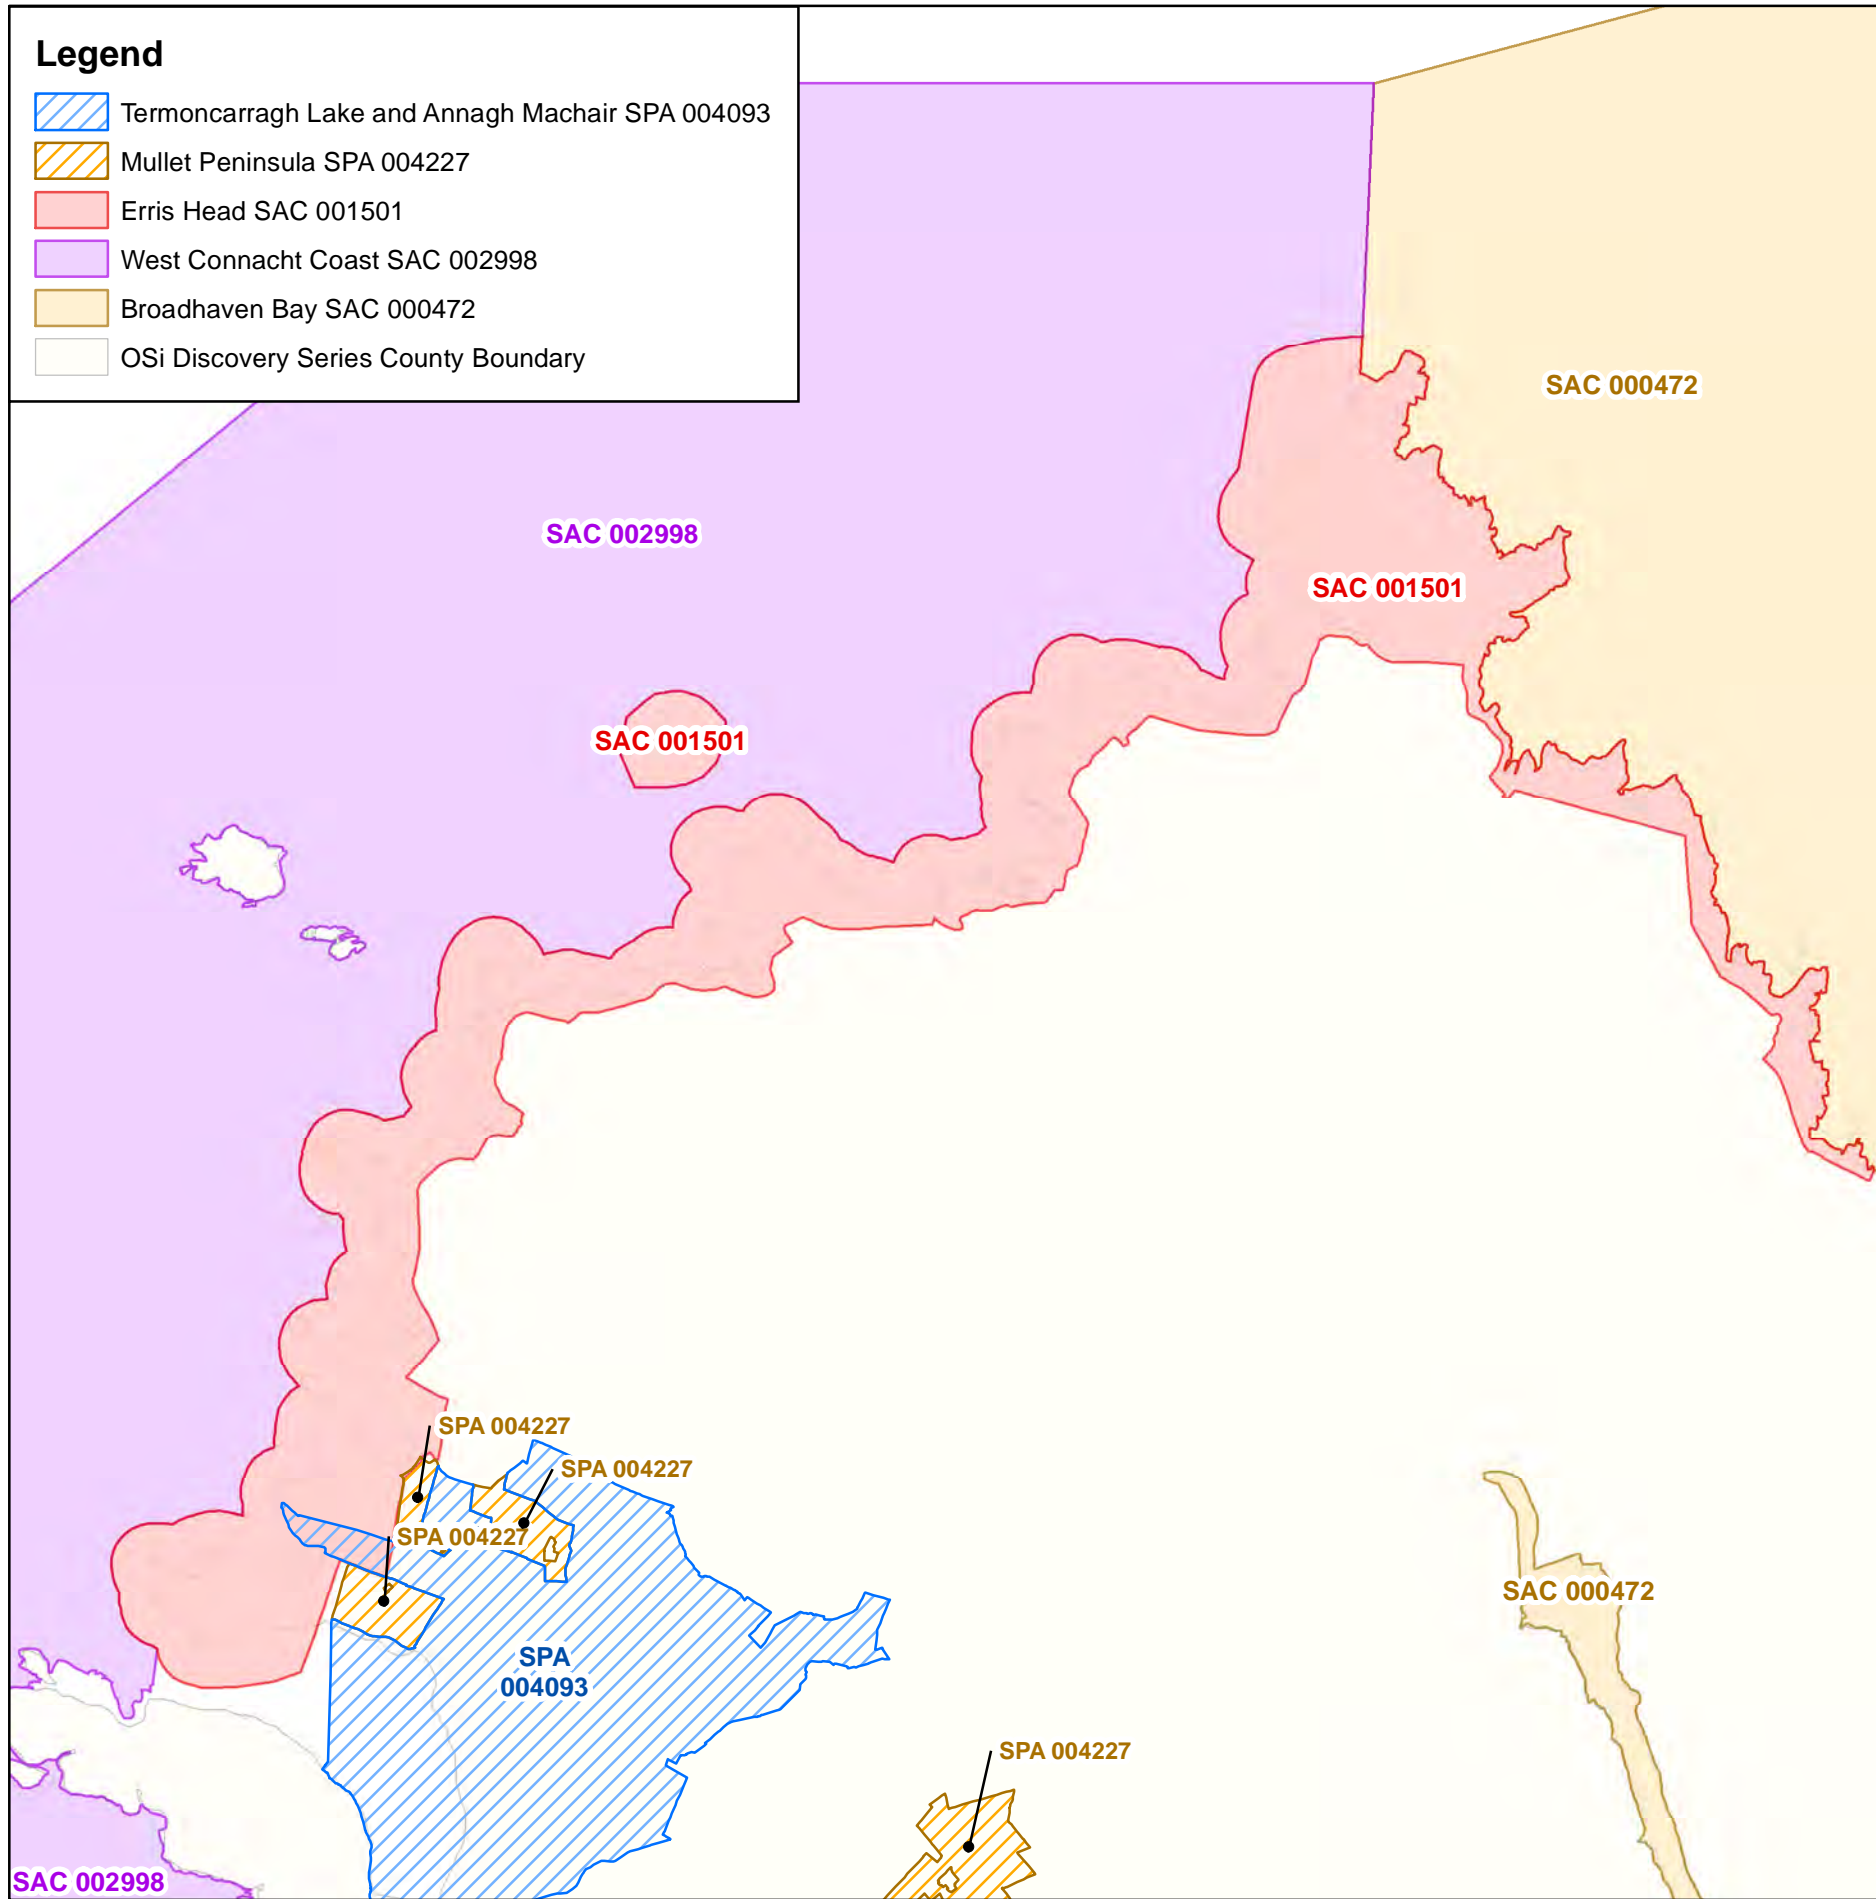 Legend
Termoncarragh Lake and Annagh Machair SPA 004093
Mullet Peninsula SPA 004227
Erris Head SAC 001501
West Connacht Coast SAC 002998
Broadhaven Bay SAC 000472
OSi Discovery Series County Boundary
SAC 000472
SAC 002998
SAC 001501
SAC 001501
SPA 004227
SPA 004227
SPA 004227
SAC 000472
SPA
004093
SPA 004227
SAC 002998